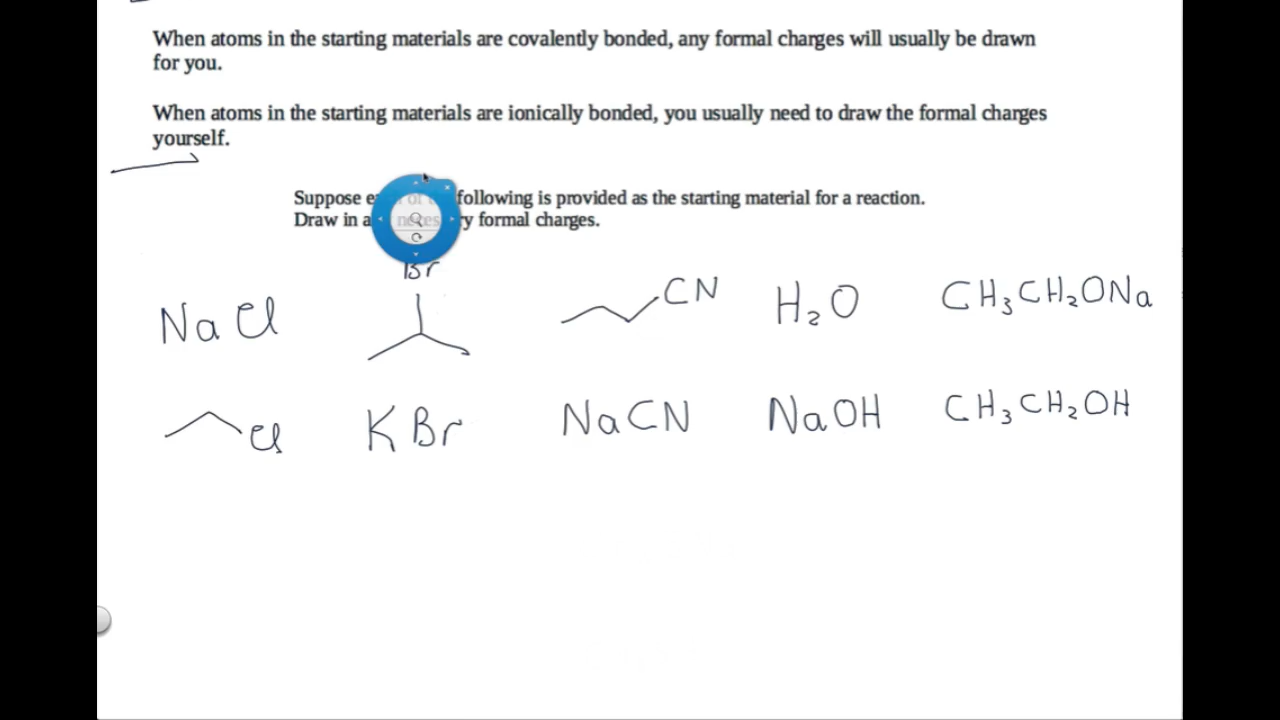 When atoms in the starting materials are covalently bonded, any formal charges will usually be drawn
for you.
When atoms in the starting materials are ionically bonded, you usually need to draw the formal charges
yourself.
Suppose following is provided as the starting material for a reaction.
Draw in formal charges.
NaCl Br CN H₂O CH₃CH₂ONa
Cl KBr NaCN NaOH CH₃CH₂OH